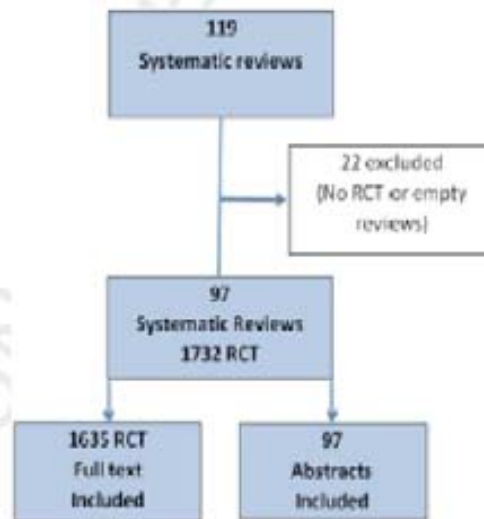 119
Systematic reviews
22 excluded
(No RCT or empty
reviews)
97
Systematic Reviews
1732 RCT
1635 RCT
Full text
Included
97
Abstracts
Included